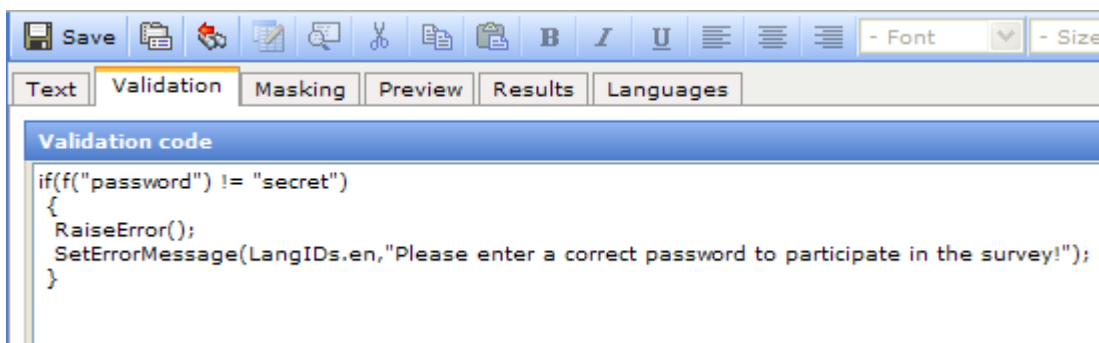 Save B I U - Font - Size
Text Validation Masking Preview Results Languages
Validation code
if(f("password") != "secret")
{
RaiseError();
SetErrorMessage(LangIDs.en,"Please enter a correct password to participate in the survey!");
}